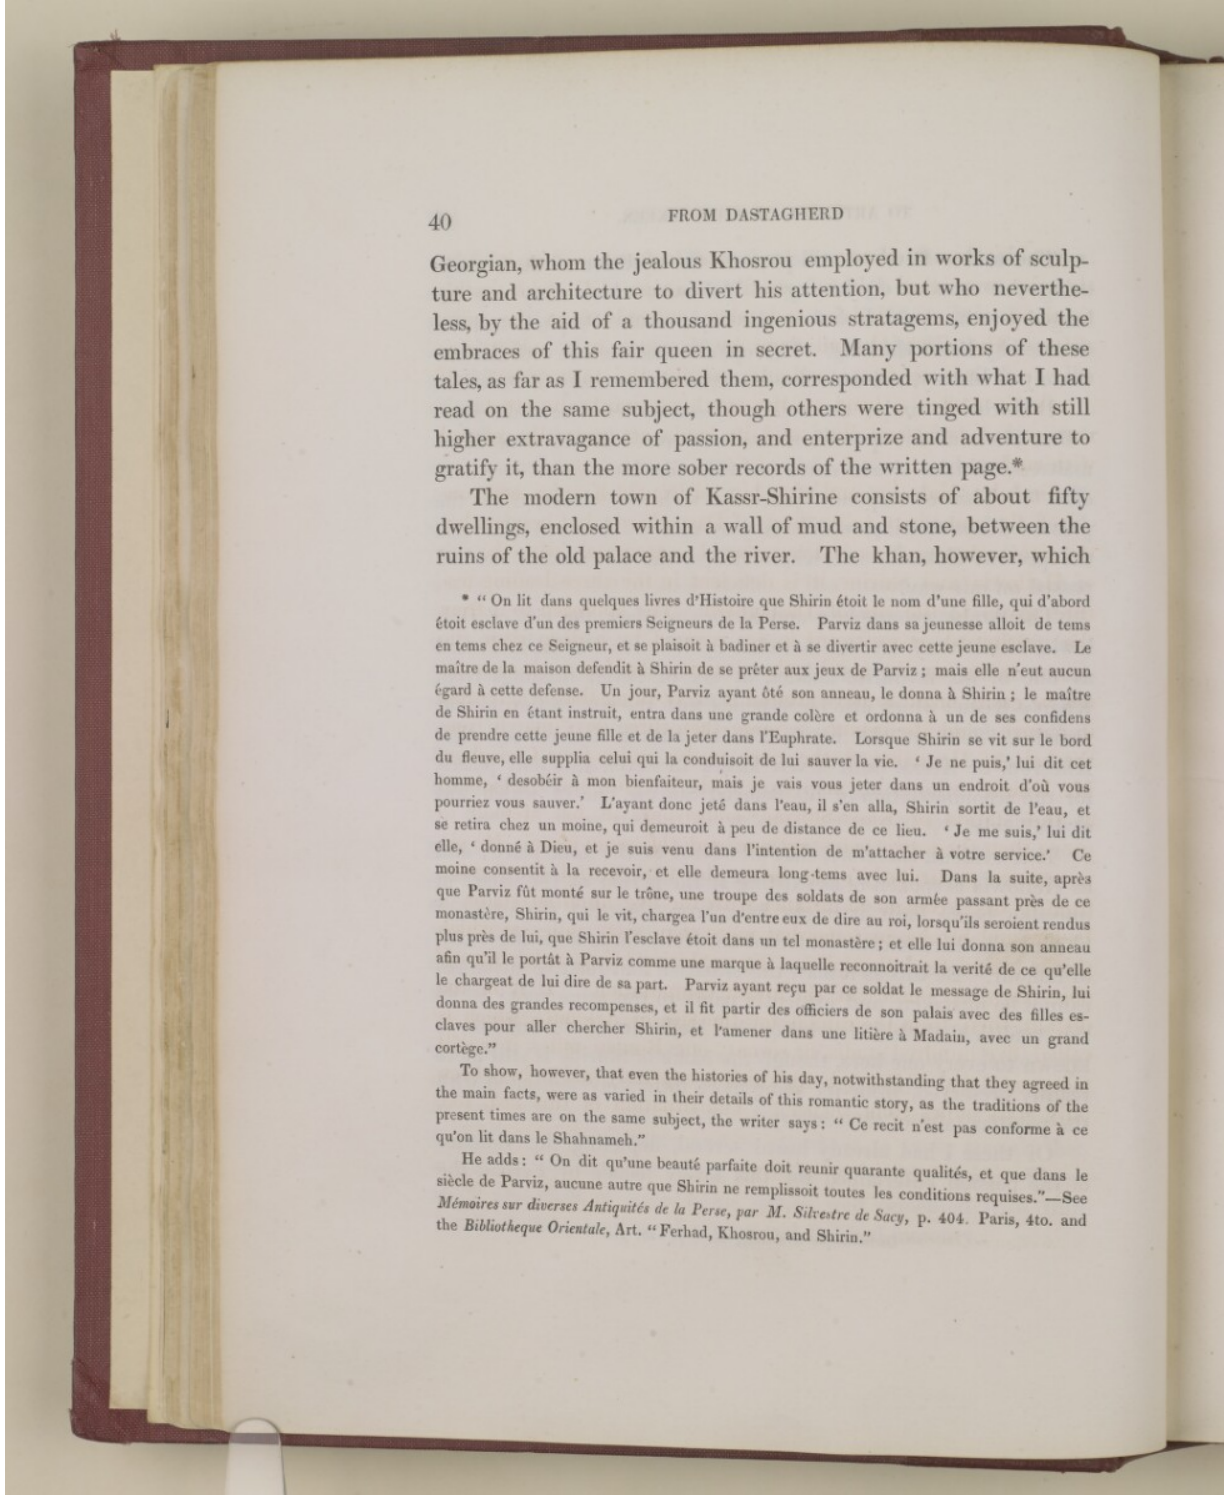 40
FROM DASTAGHERD
Georgian, whom the jealous Khosrou employed in works of sculp-
ture and architecture to divert his attention, but who neverthe-
less, by the aid of a thousand ingenious stratagems, enjoyed the
embraces of this fair queen in secret. Many portions of these
tales, as far as I remembered them, corresponded with what I had
read on the same subject, though others were tinged with still
higher extravagance of passion, and enterprize and adventure to
gratify it, than the more sober records of the written page.*
The modern town of Kassr-Shirine consists of about fifty
dwellings, enclosed within a wall of mud and stone, between the
ruins of the old palace and the river. The khan, however, which
* “ On lit dans quelques livres d'Histoire que Shirin étoit le nom d'une fille, qui d'abord
étoit esclave d'un des premiers Seigneurs de la Perse. Parviz dans sa jeunesse alloit de tems
en tems chez ce Seigneur, et se plaisoit à badiner et à se divertir avec cette jeune esclave. Le
maître de la maison defendit à Shirin de se prêter aux jeux de Parviz ; mais elle n'eut aucun
égard à cette defense. Un jour, Parviz ayant ôté son anneau, le donna à Shirin ; le maître
de Shirin en étant instruit, entra dans une grande colère et ordonna à un de ses confidens
de prendre cette jeune fille et de la jeter dans l'Euphrate. Lorsque Shirin se vit sur le bord
du fleuve, elle supplia celui qui la conduisoit de lui sauver la vie. ‘ Je ne puis,’ lui dit cet
homme, ‘ desobéir à mon bienfaiteur, mais je vais vous jeter dans un endroit d'où vous
pourriez vous sauver.’ L'ayant donc jeté dans l'eau, il s'en alla, Shirin sortit de l'eau, et
se retira chez un moine, qui demeuroit à peu de distance de ce lieu. ‘ Je me suis,’ lui dit
elle, ‘ donné à Dieu, et je suis venu dans l'intention de m'attacher à votre service.’ Ce
moine consentit à la recevoir, et elle demeura long-tems avec lui. Dans la suite, après
que Parviz fût monté sur le trône, une troupe des soldats de son armée passant près de ce
monastère, Shirin, qui le vit, chargea l'un d'entre eux de dire au roi, lorsqu'ils seroient rendus
plus près de lui, que Shirin l'esclave étoit dans un tel monastère ; et elle lui donna son anneau
afin qu'il le portât à Parviz comme une marque à laquelle reconnoitrait la verité de ce qu'elle
le chargeat de lui dire de sa part. Parviz ayant reçu par ce soldat le message de Shirin, lui
donna des grandes recompenses, et il fit partir des officiers de son palais avec des filles es-
claves pour aller chercher Shirin, et l'amener dans une litière à Madain, avec un grand
cortège.”
To show, however, that even the histories of his day, notwithstanding that they agreed in
the main facts, were as varied in their details of this romantic story, as the traditions of the
present times are on the same subject, the writer says : “ Ce recit n'est pas conforme à ce
qu'on lit dans le Shahnameh.”
He adds : “ On dit qu'une beauté parfaite doit reunir quarante qualités, et que dans le
siècle de Parviz, aucune autre que Shirin ne remplissoit toutes les conditions requises.”—See
Mémoires sur diverses Antiquités de la Perse, par M. Silvestre de Sacy, p. 404. Paris, 4to. and
the Bibliotheque Orientale, Art. “ Ferhad, Khosrou, and Shirin.”